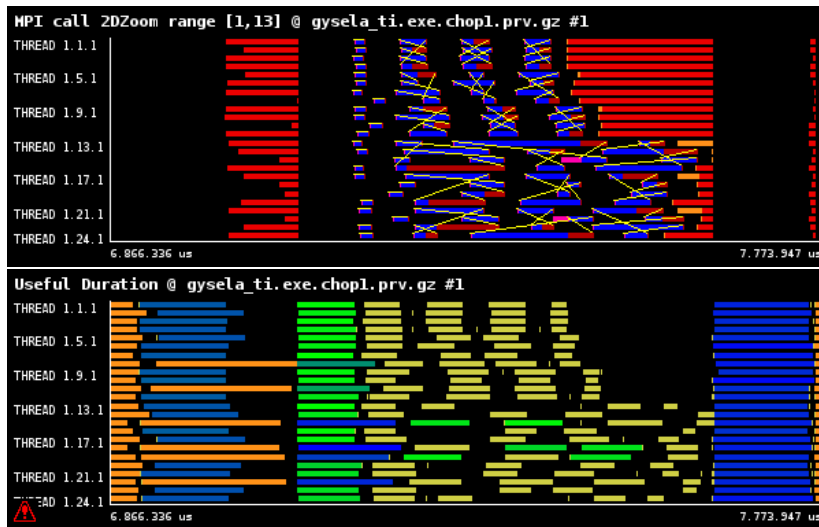 MPI call 2DZoom range [1,13] @ gysela_ti.exe.chop1.prv.gz #1
THREAD 1.1.1
THREAD 1.5.1
THREAD 1.9.1
THREAD 1.13.1
THREAD 1.17.1
THREAD 1.21.1
THREAD 1.24.1
6.866.336 us
7.773.947 us
Useful Duration @ gysela_ti.exe.chop1.prv.gz #1
THREAD 1.1.1
THREAD 1.5.1
THREAD 1.9.1
THREAD 1.13.1
THREAD 1.17.1
THREAD 1.21.1
1.24.1
6.866.336 us
7.773.947 us